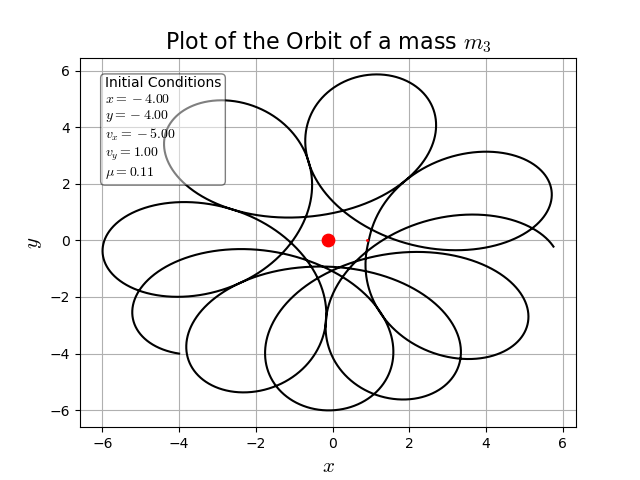 Plot of the Orbit of a mass m₃
Initial Conditions
x = −4.00
y = −4.00
vₓ = −5.00
v_y = 1.00
μ = 0.11
6
4
2
0
−2
−4
−6
y
−6 −4 −2 0 2 4 6
x